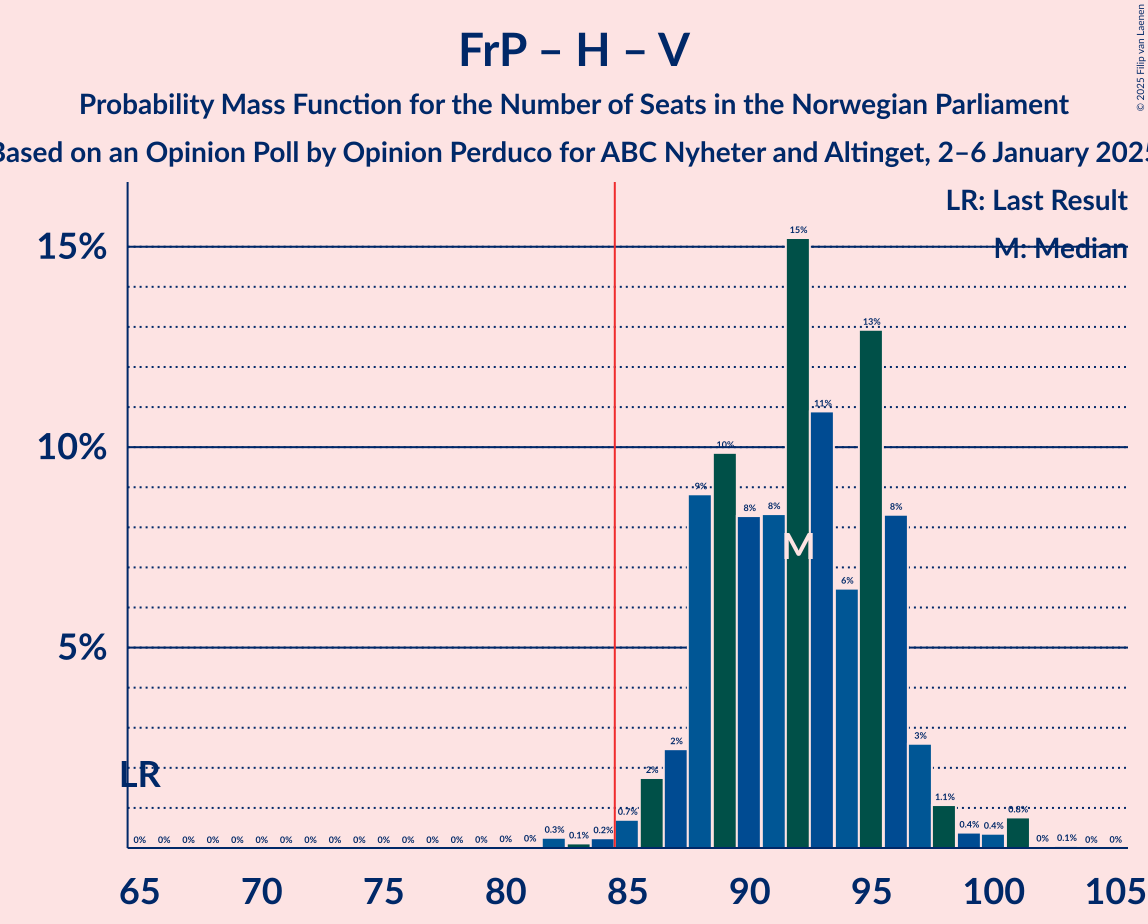 FrP – H – V
Probability Mass Function for the Number of Seats in the Norwegian Parliament
Based on an Opinion Poll by Opinion Perduco for ABC Nyheter and Altinget, 2–6 January 2025
© 2025 Filip van Laenen
LR: Last Result
M: Median
15%
10%
5%
LR
M
0% 0% 0% 0% 0% 0% 0% 0% 0% 0% 0% 0% 0% 0% 0% 0% 0% 0.3% 0.1% 0.2% 0.7% 2% 2% 9% 10% 8% 8% 15% 11% 6% 13% 8% 3% 1.1% 0.4% 0.4% 0.8% 0% 0.1% 0% 0%
65 70 75 80 85 90 95 100 105